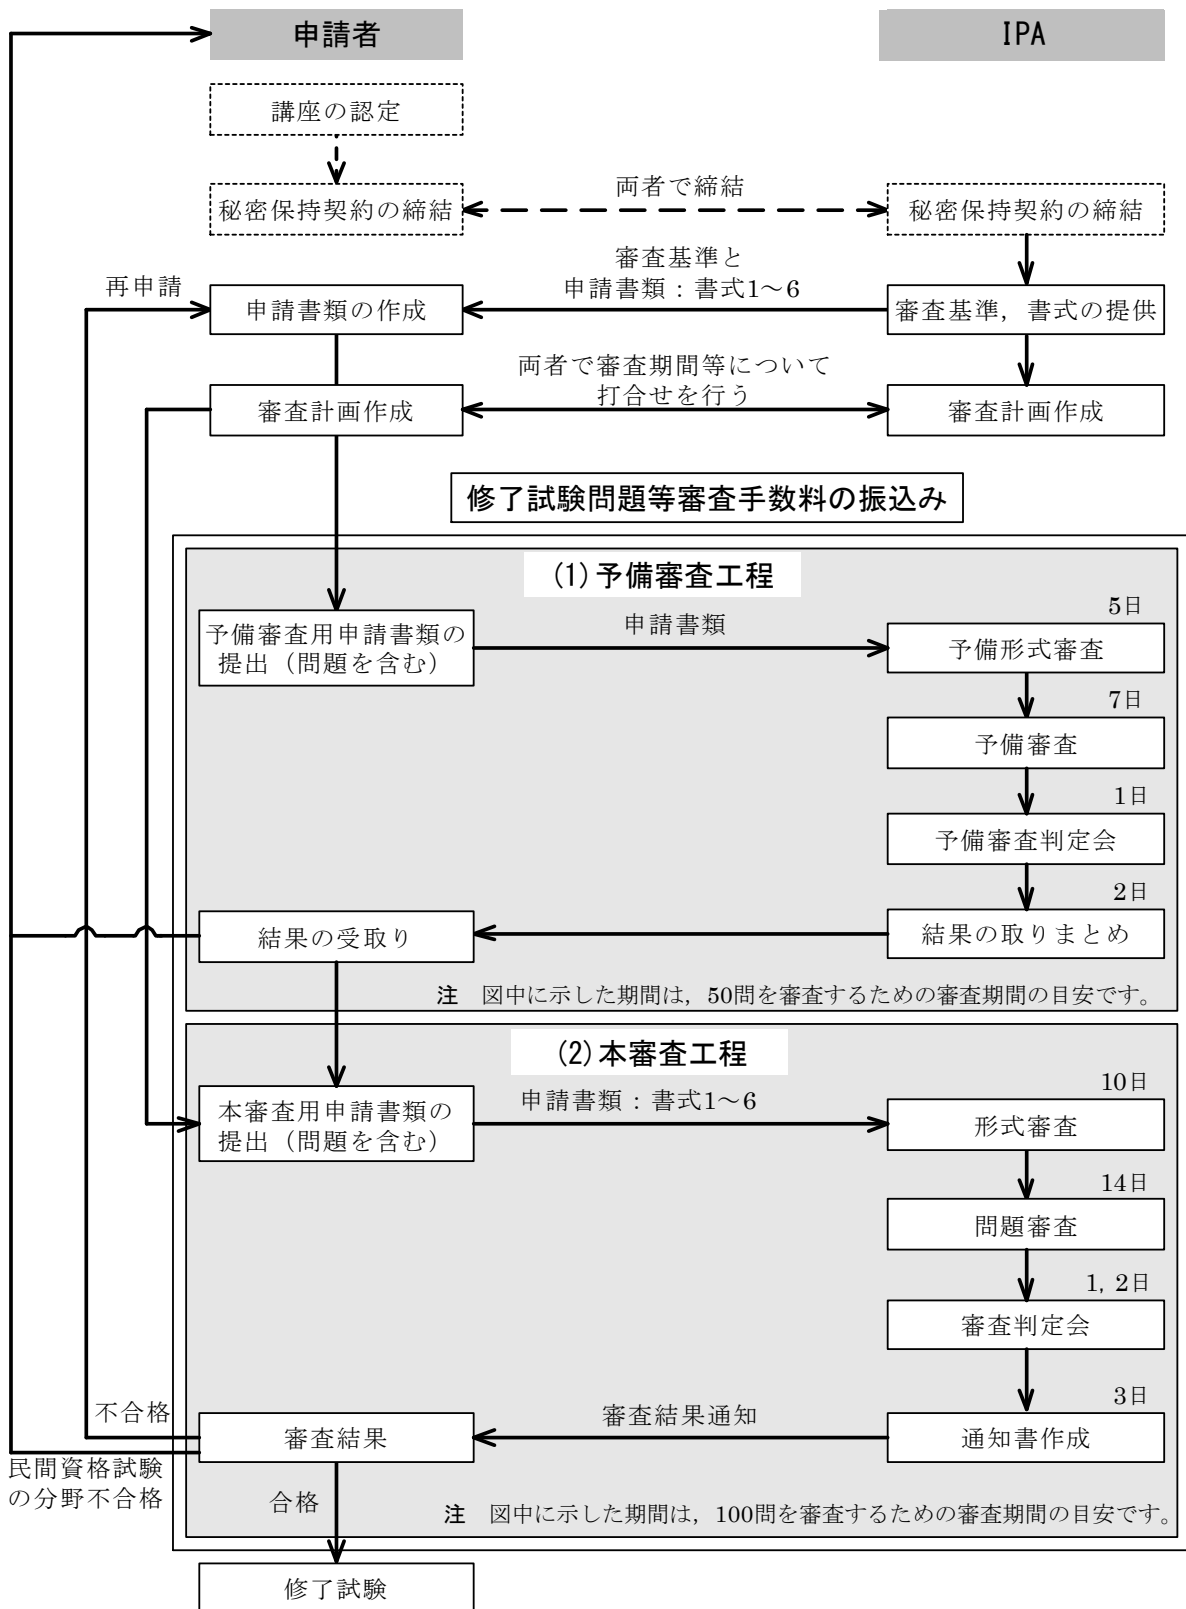 申請者
IPA
講座の認定
秘密保持契約の締結
両者で締結
秘密保持契約の締結
審査基準と
申請書類：書式1～6
再申請
申請書類の作成
審査基準，書式の提供
両者で審査期間等について
打合せを行う
審査計画作成
審査計画作成
修了試験問題等審査手数料の振込み
(1)予備審査工程
予備審査用申請書類の
提出（問題を含む）
申請書類
5日
予備形式審査
7日
予備審査
1日
予備審査判定会
2日
結果の受取り
結果の取りまとめ
注　図中に示した期間は，50問を審査するための審査期間の目安です。
(2)本審査工程
本審査用申請書類の
提出（問題を含む）
申請書類：書式1～6
10日
形式審査
14日
問題審査
1, 2日
審査判定会
3日
不合格
審査結果
審査結果通知
通知書作成
民間資格試験
の分野不合格
合格
注　図中に示した期間は，100問を審査するための審査期間の目安です。
修了試験